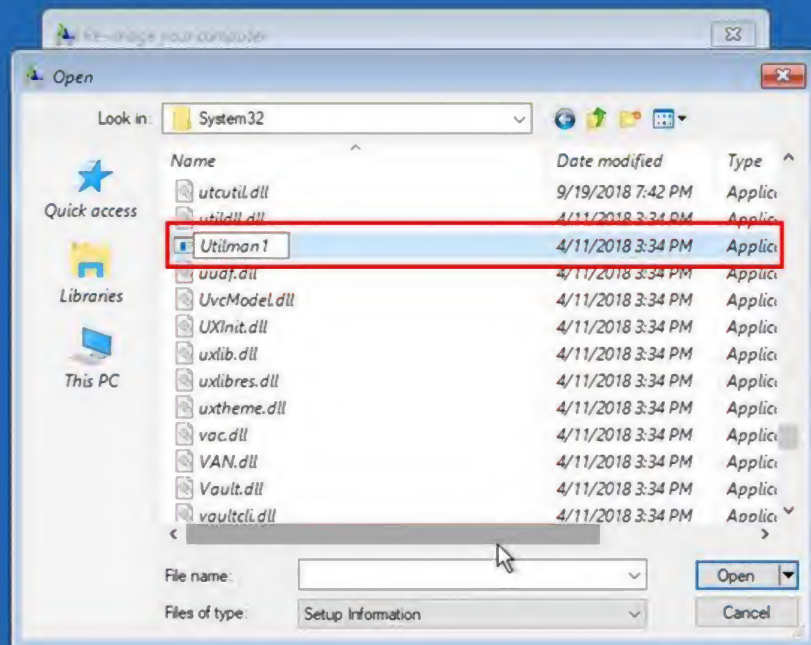 Re-image your computer
Open
Look in: System32
Name Date modified Type
utcutil.dll 9/19/2018 7:42 PM Applic
utildll.dll 4/11/2018 3:34 PM Applic
Utilman1 4/11/2018 3:34 PM Applic
uudf.dll 4/11/2018 3:34 PM Applic
UvcModel.dll 4/11/2018 3:34 PM Applic
UXInit.dll 4/11/2018 3:34 PM Applic
uxlib.dll 4/11/2018 3:34 PM Applic
uxlibres.dll 4/11/2018 3:34 PM Applic
uxtheme.dll 4/11/2018 3:34 PM Applic
vac.dll 4/11/2018 3:34 PM Applic
VAN.dll 4/11/2018 3:34 PM Applic
Vault.dll 4/11/2018 3:34 PM Applic
vaultcli.dll 4/11/2018 3:34 PM Applic
Quick access
Libraries
This PC
File name: Open
Files of type: Setup Information Cancel